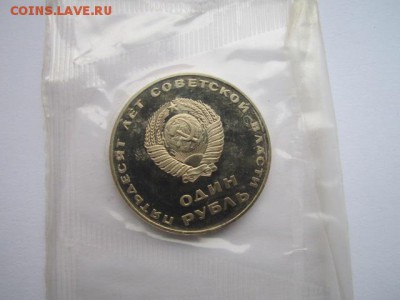 COINS.LAVE.RU
ПЯТЬДЕСЯТ ЛЕТ СОВЕТСКОЙ ВЛАСТИ
ОДИН
РУБЛЬ